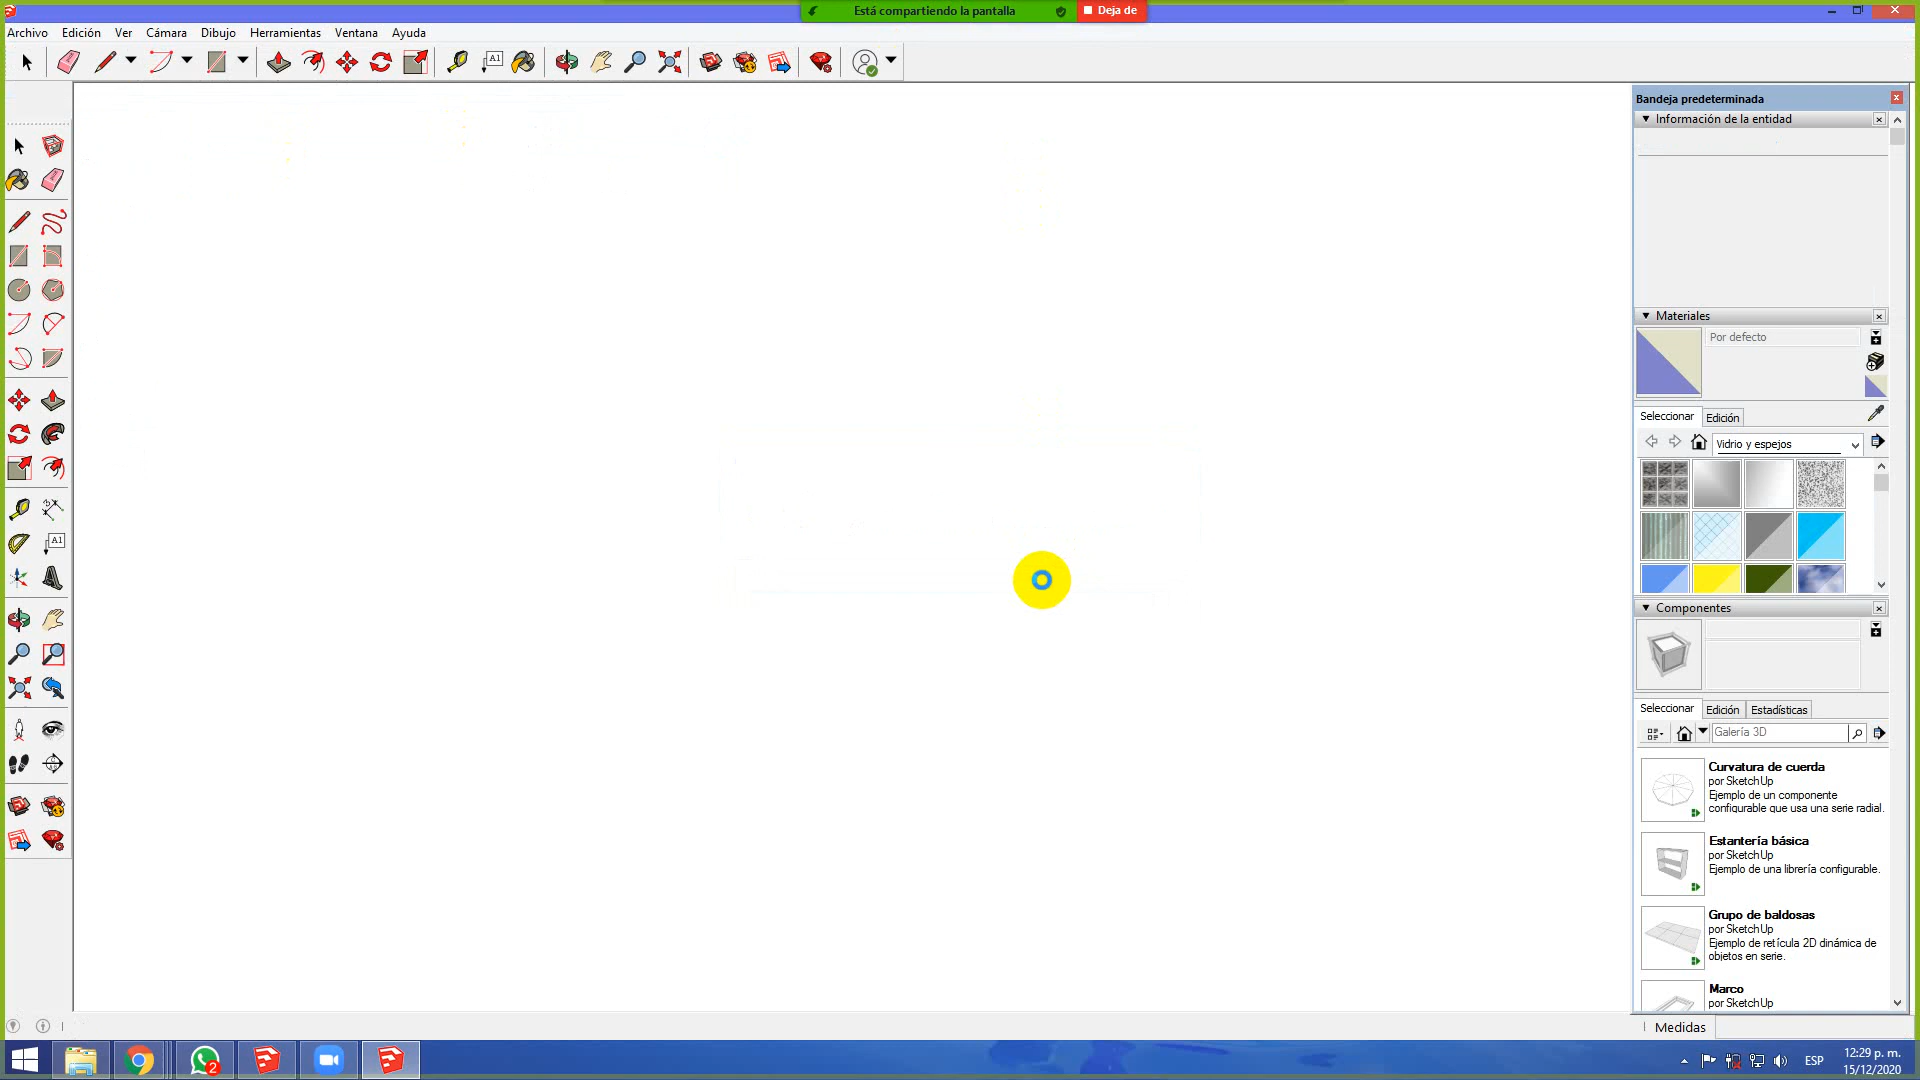 Está compartiendo la pantalla
Deja de
Archivo Edición Ver Cámara Dibujo Herramientas Ventana Ayuda
A1
Bandeja predeterminada
Información de la entidad
A1
Materiales
Por defecto
Seleccionar Edición
Vidrio y espejos
Componentes
Seleccionar Edición Estadísticas
Galería 3D
Curvatura de cuerda
por SketchUp
Ejemplo de un componente
configurable que usa una serie radial.
Estantería básica
por SketchUp
Ejemplo de una librería configurable.
Grupo de baldosas
por SketchUp
Ejemplo de retícula 2D dinámica de
objetos en serie.
Marco
por SketchUp
Medidas
2
ESP
12:29 p. m.
15/12/2020